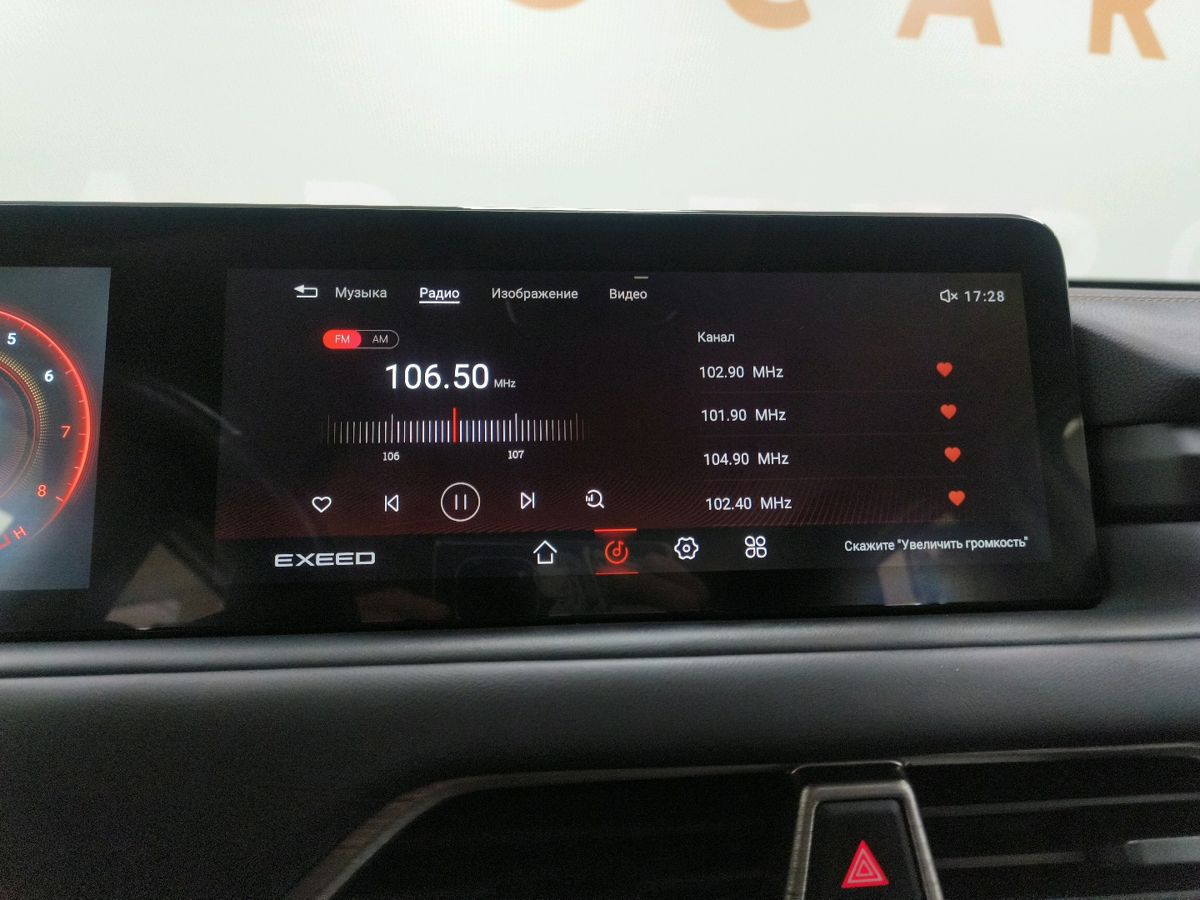 CAR
Музыка Радио Изображение Видео
17:28
FM AM
106.50 MHz
106 107
Канал
102.90 MHz
101.90 MHz
104.90 MHz
102.40 MHz
EXEED
Скажите "Увеличить громкость"
5
6
7
8
H